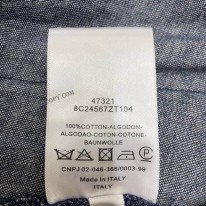 47321
8C24567ZT104
100%COTTON-ALGODON-
ALGODAO-COTON-COTONE-
BAUMWOLLE
CNPJ 02-046-366/0003-99
Made in ITALY
ITALY